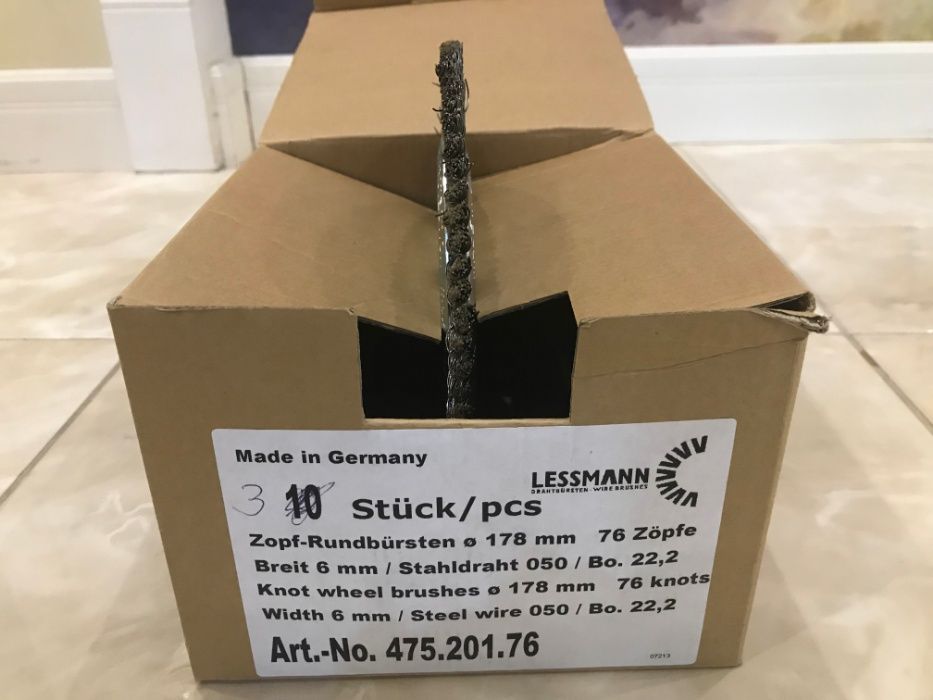 Made in Germany
LESSMANN
DRAHTBÜRSTEN · WIRE BRUSHES
3 10 Stück/pcs
Zopf-Rundbürsten ø 178 mm 76 Zöpfe
Breit 6 mm / Stahldraht 050 / Bo. 22,2
Knot wheel brushes ø 178 mm 76 knots
Width 6 mm / Steel wire 050 / Bo. 22,2
Art.-No. 475.201.76
07213